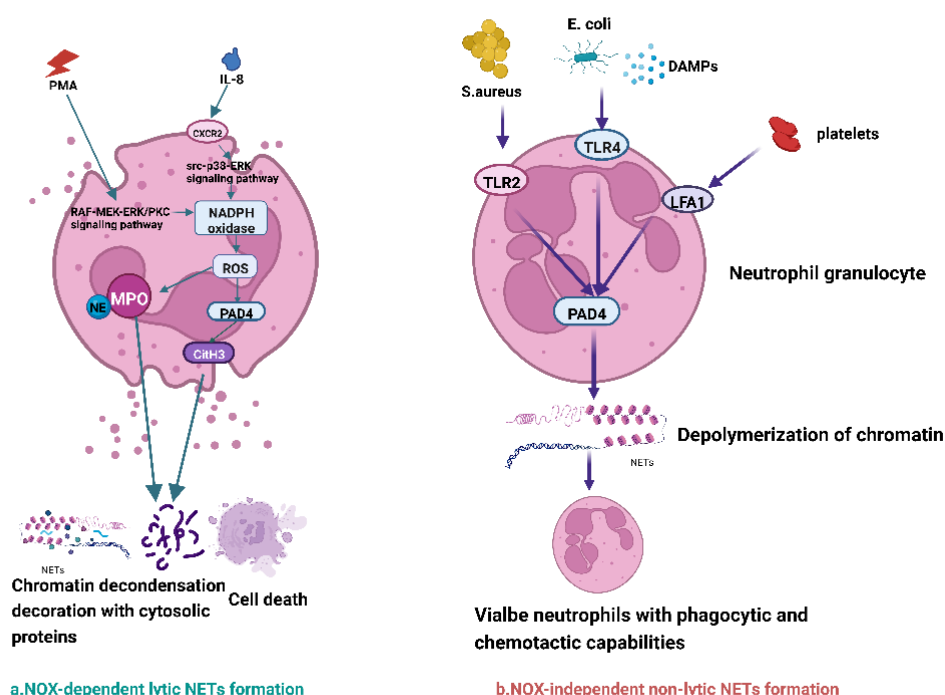 PMA
IL-8
CXCR2
src-p38-ERK
signaling pathway
RAF-MEK-ERK/PKC
signaling pathway
NADPH
oxidase
ROS
MPO
NE
PAD4
CitH3
NETs
Chromatin decondensation
decoration with cytosolic
proteins
Cell death
a.NOX-dependent lytic NETs formation
E. coli
S.aureus
DAMPs
platelets
TLR4
TLR2
LFA1
Neutrophil granulocyte
PAD4
Depolymerization of chromatin
NETs
Vialbe neutrophils with phagocytic and
chemotactic capabilities
b.NOX-independent non-lytic NETs formation